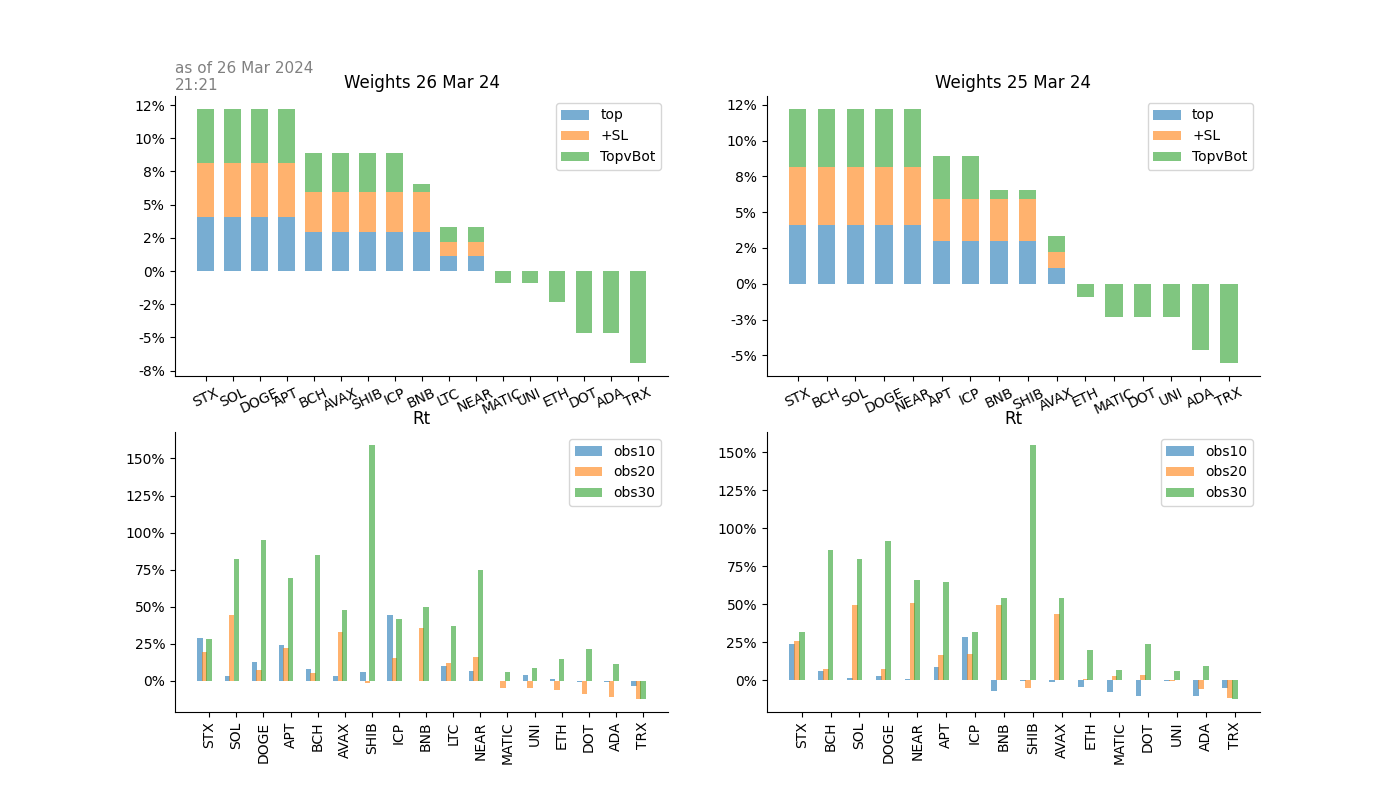 as of 26 Mar 2024
21:21
Weights 26 Mar 24
12%
10%
8%
5%
2%
0%
-2%
-5%
-8%
top
+SL
TopvBot
STX SOL DOGE APT BCH AVAX SHIB ICP BNB LTC NEAR MATIC UNI ETH DOT ADA TRX
Weights 25 Mar 24
12%
10%
8%
5%
2%
0%
-3%
-5%
top
+SL
TopvBot
STX BCH SOL DOGE NEAR APT ICP BNB SHIB AVAX ETH MATIC DOT UNI ADA TRX
Rt
150%
125%
100%
75%
50%
25%
0%
obs10
obs20
obs30
STX SOL DOGE APT BCH AVAX SHIB ICP BNB LTC NEAR MATIC UNI ETH DOT ADA TRX
Rt
150%
125%
100%
75%
50%
25%
0%
obs10
obs20
obs30
STX BCH SOL DOGE NEAR APT ICP BNB SHIB AVAX ETH MATIC DOT UNI ADA TRX